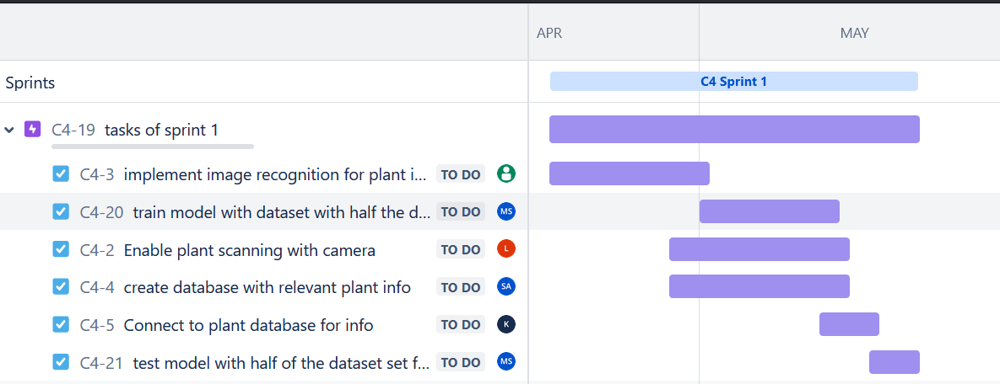 APR MAY
Sprints C4 Sprint 1
C4-19 tasks of sprint 1
C4-3 implement image recognition for plant i... TO DO
C4-20 train model with dataset with half the d... TO DO MS
C4-2 Enable plant scanning with camera TO DO L
C4-4 create database with relevant plant info TO DO SA
C4-5 Connect to plant database for info TO DO K
C4-21 test model with half of the dataset set f... TO DO MS